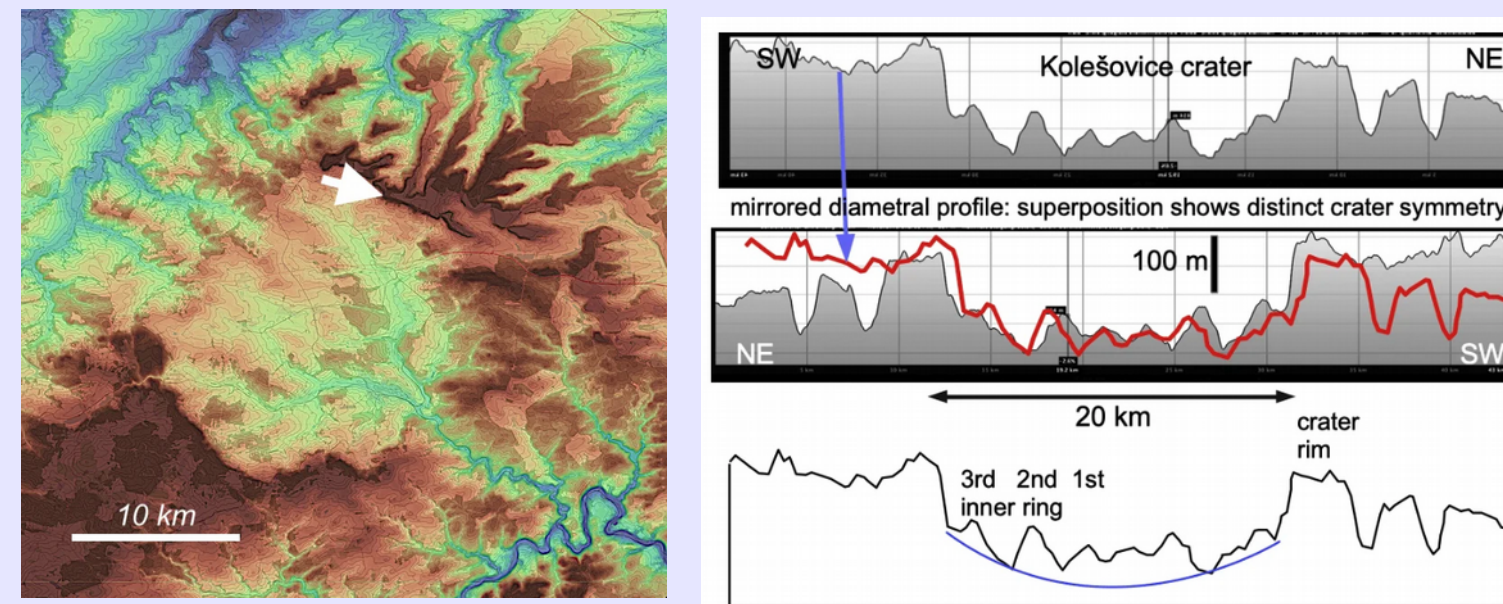 10 km
SW
Kolešovice crater
NE
mirrored diametral profile: superposition shows distinct crater symmetry
100 m
NE
SW
20 km
crater
rim
3rd 2nd 1st
inner ring